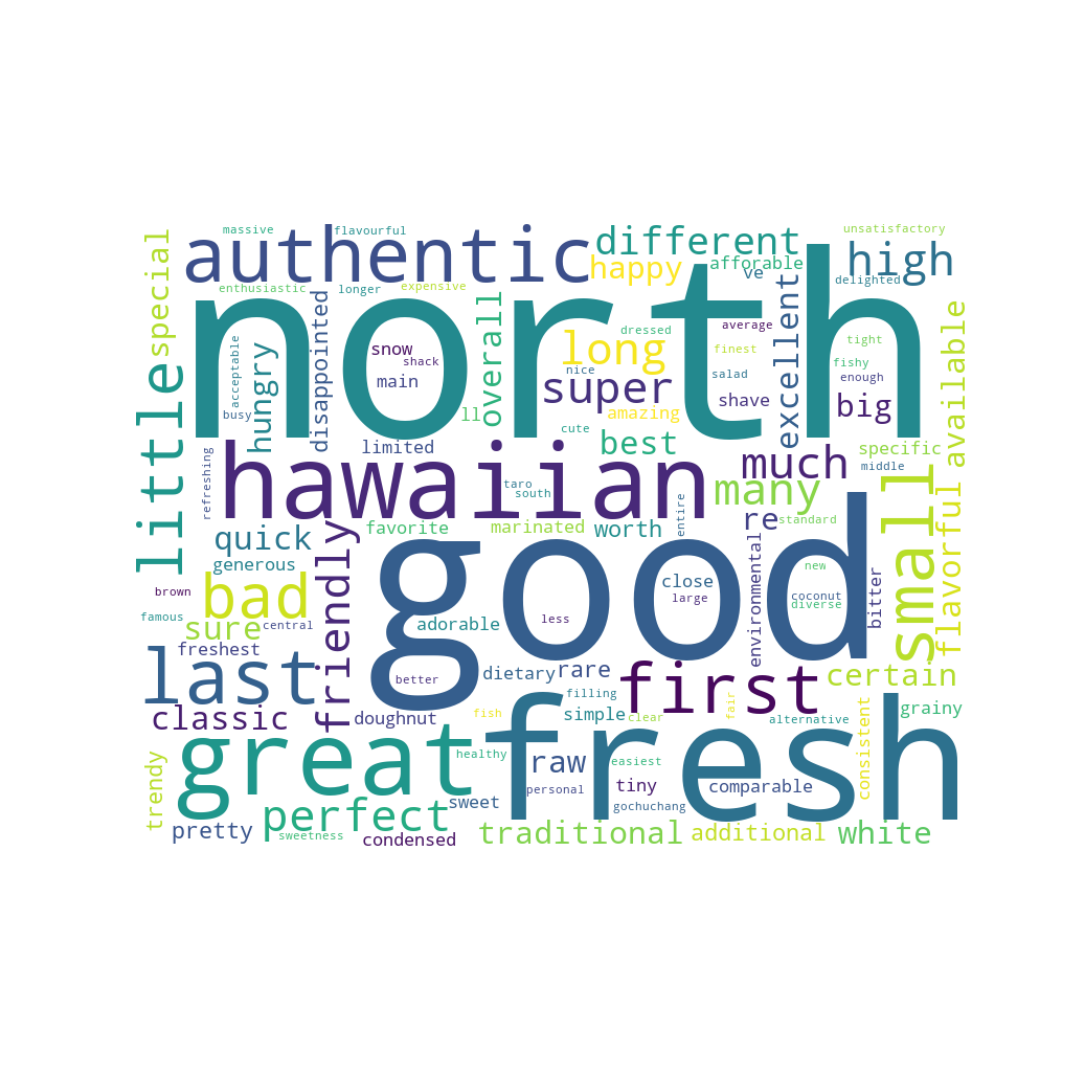 massive
flavourful
unsatisfactory
authentic
different
special
happy
afforable
ve
high
delighted
enthusiastic
longer
expensive
north
disappointed
overall
dressed
average
excellent
available
hungry
acceptable
snow
shack
long
nice
finest
tight
fishy
little
main
super
salad
enough
busy
ll
amazing
shave
big
cute
limited
best
much
specific
middle
refreshing
hawaiian
taro
south
many
small
flavorful
quick
favorite
marinated
worth
entire
re
standard
generous
friendly
good
close
environmental
new
bitter
brown
bad
large
coconut
diverse
famous
sure
central
adorable
less
freshest
last
better
dietary
rare
first
certain
classic
doughnut
fish
filling
simple
clear
fair
alternative
grainy
trendy
great
healthy
fresh
raw
easiest
consistent
personal
tiny
comparable
sweet
gochuchang
pretty
perfect
sweetness
condensed
traditional
additional
white